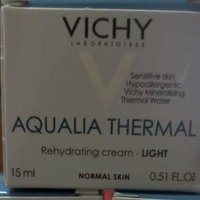 VICHY
LABORATOIRES
Sensitive skin
Hypoallergenic
Vichy Mineralizing
Thermal Water
AQUALIA THERMAL
Rehydrating cream - LIGHT
15 ml
NORMAL SKIN
0.51 FL.OZ